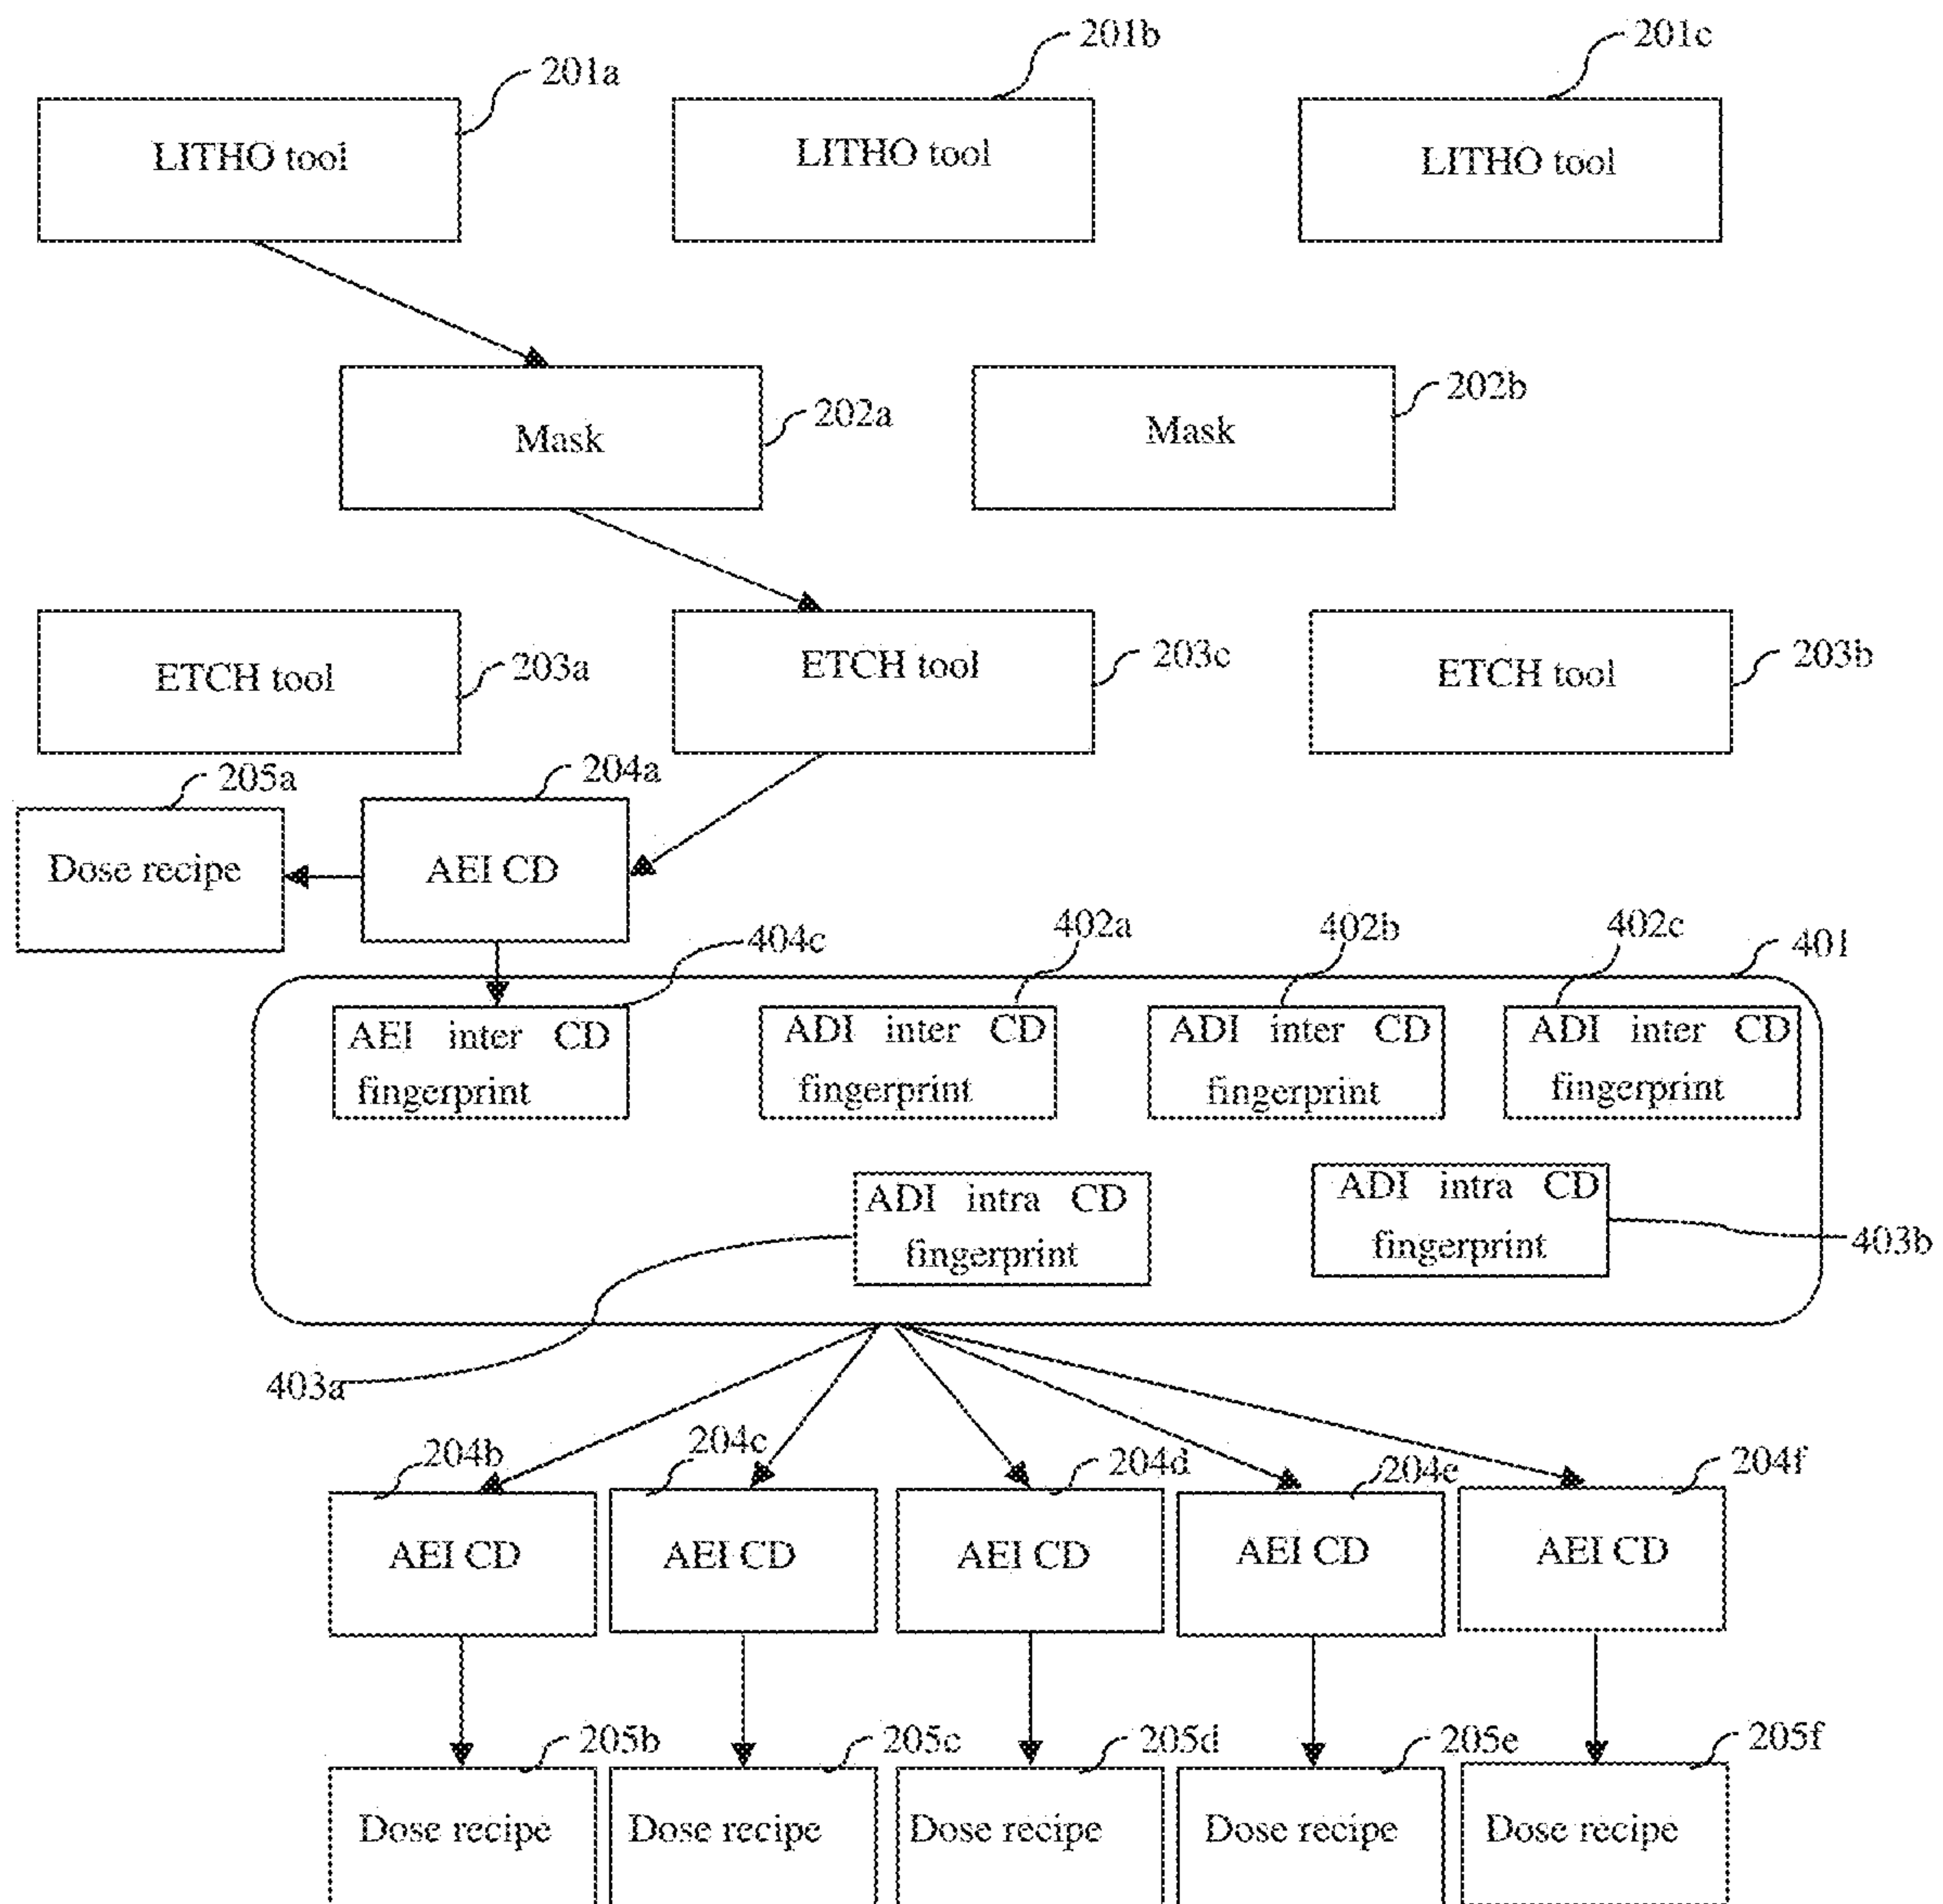 201a
201b
201c
LITHO tool
LITHO tool
LITHO tool
Mask
202a
Mask
202b
ETCH tool
203a
ETCH tool
203c
ETCH tool
203b
205a
204a
Dose recipe
AEI CD
404c
402a
402b
402c
401
AEI inter CD
fingerprint
ADI inter CD
fingerprint
ADI inter CD
fingerprint
ADI inter CD
fingerprint
ADI intra CD
fingerprint
ADI intra CD
fingerprint
403b
403a
204b
204c
204d
204e
204f
AEI CD
AEI CD
AEI CD
AEI CD
AEI CD
205b
205c
205d
205e
205f
Dose recipe
Dose recipe
Dose recipe
Dose recipe
Dose recipe